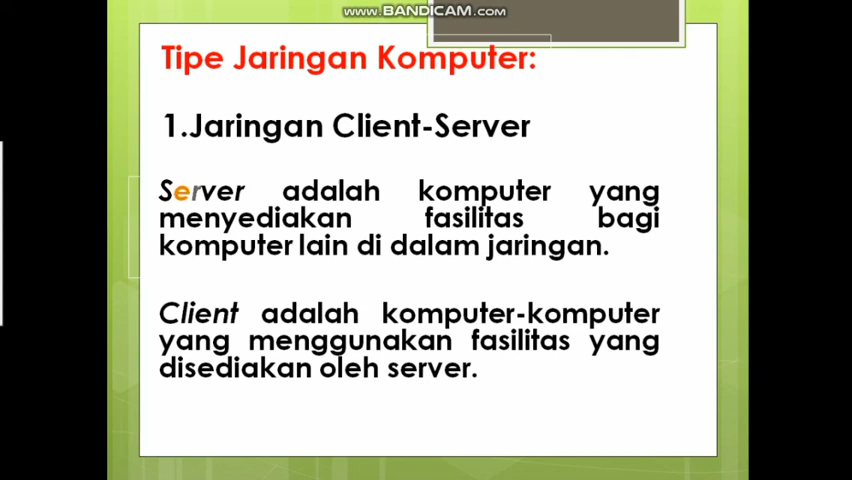 www.BANDICAM.com
Tipe Jaringan Komputer:
1.Jaringan Client-Server
Server adalah komputer yang
menyediakan fasilitas bagi
komputer lain di dalam jaringan.
Client adalah komputer-komputer
yang menggunakan fasilitas yang
disediakan oleh server.